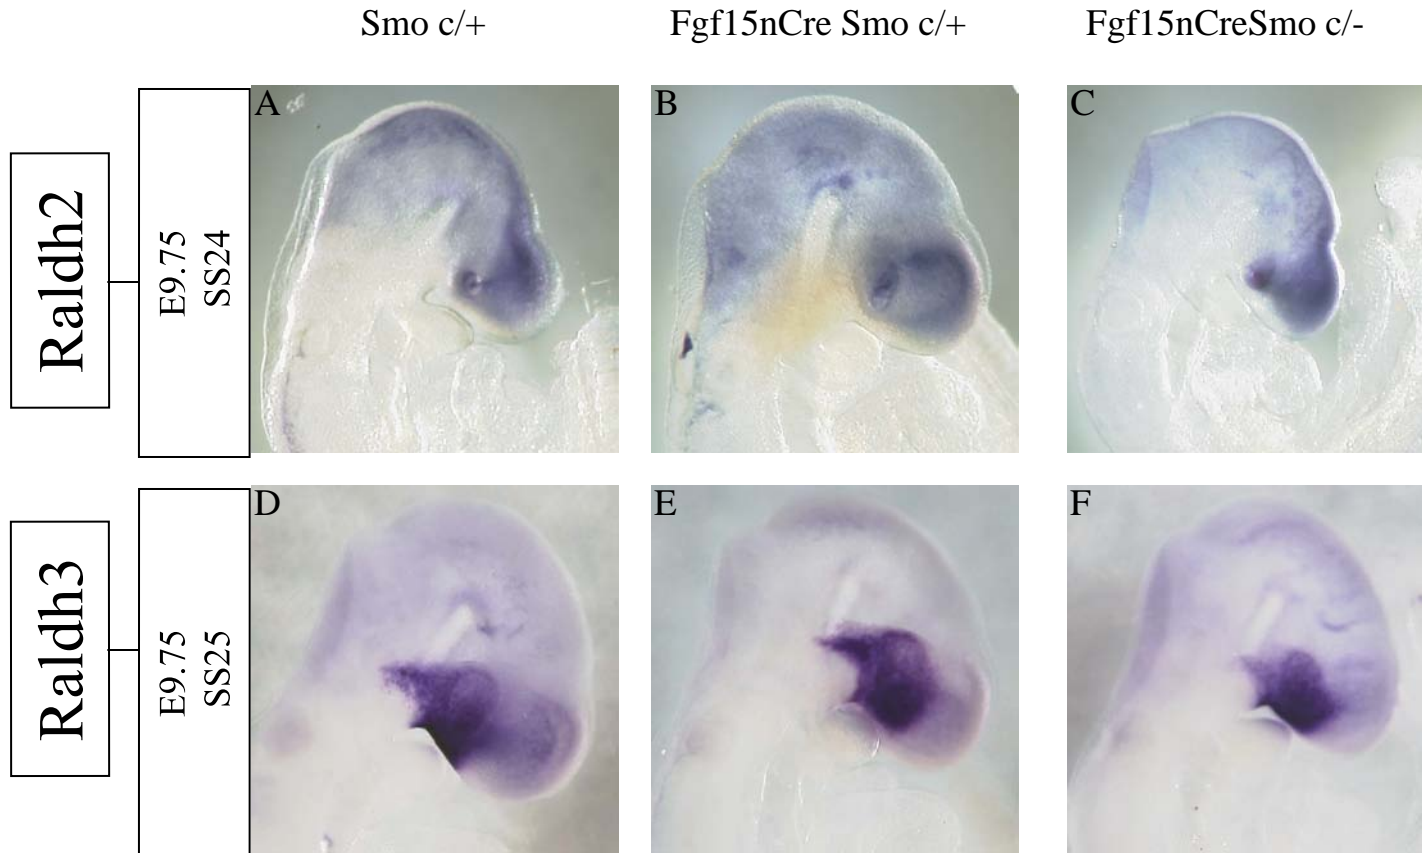 Smo c/+
Fgf15nCre Smo c/+
Fgf15nCreSmo c/-
Raldh2
E9.75
SS24
A
B
C
Raldh3
E9.75
SS25
D
E
F